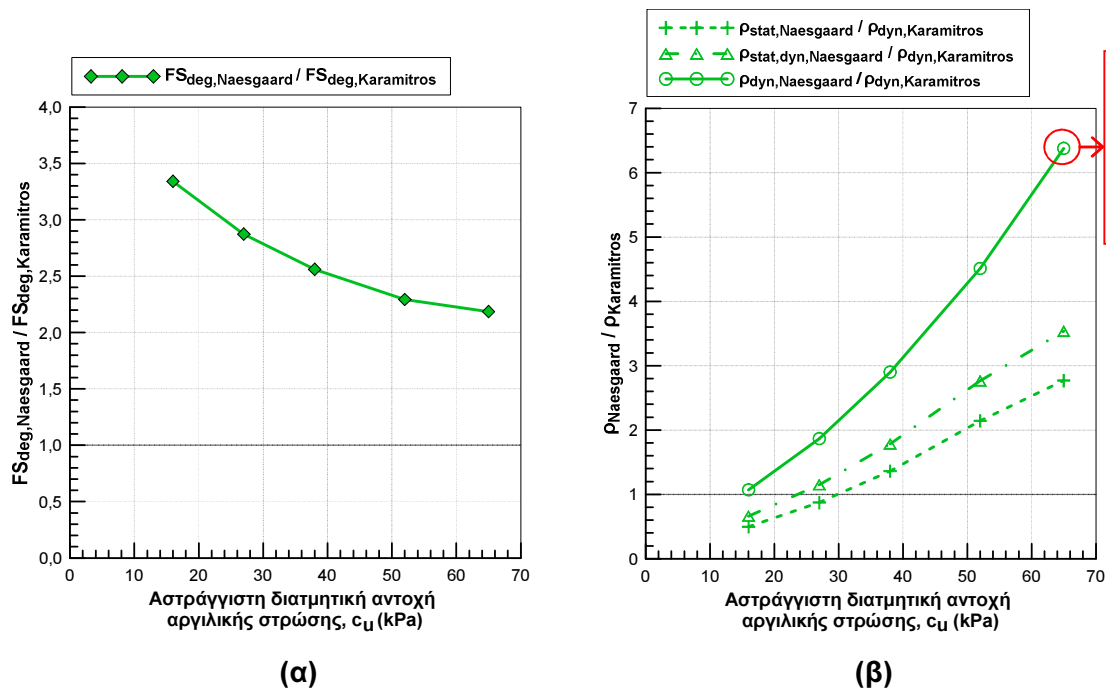 FSdeg,Naesgaard / FSdeg,Karamitros
4,0
3,5
3,0
2,5
2,0
1,5
1,0
0,5
0,0
FSdeg,Naesgaard / FSdeg,Karamitros
0 10 20 30 40 50 60 70
Αστράγγιστη διατμητική αντοχή
αργιλικής στρώσης, cu (kPa)
(α)
ρstat,Naesgaard / ρdyn,Karamitros
ρstat,dyn,Naesgaard / ρdyn,Karamitros
ρdyn,Naesgaard / ρdyn,Karamitros
7
6
5
4
3
2
1
0
ρNaesgaard / ρKaramitros
0 10 20 30 40 50 60 70
Αστράγγιστη διατμητική αντοχή
αργιλικής στρώσης, cu (kPa)
(β)